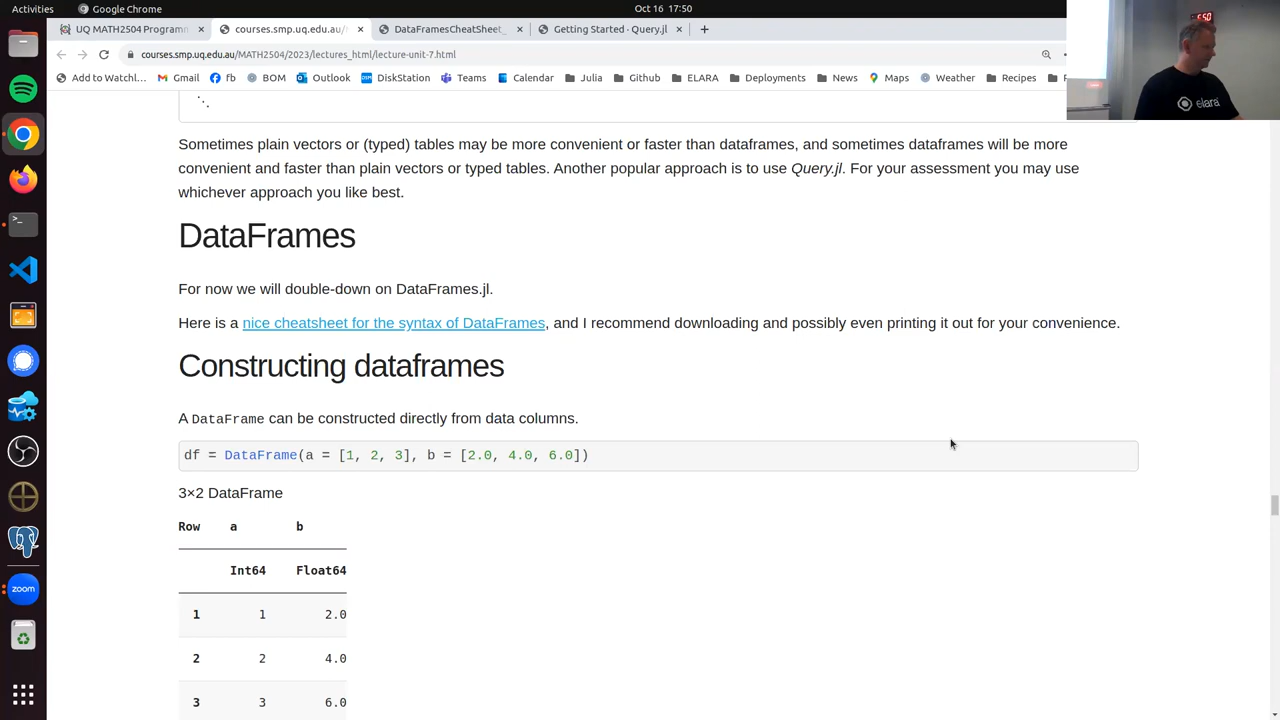 Activities
Google Chrome
Oct 16 17:50
UQ MATH2504 Program
courses.smp.uq.edu.au/
DataFramesCheatSheet_
Getting Started · Query.jl
courses.smp.uq.edu.au/MATH2504/2023/lectures_html/lecture-unit-7.html
Add to Watchl…
Gmail
fb
BOM
Outlook
DiskStation
Teams
Calendar
Julia
Github
ELARA
Deployments
News
Maps
Weather
Recipes
Sometimes plain vectors or (typed) tables may be more convenient or faster than dataframes, and sometimes dataframes will be more
convenient and faster than plain vectors or typed tables. Another popular approach is to use Query.jl. For your assessment you may use
whichever approach you like best.
DataFrames
For now we will double-down on DataFrames.jl.
Here is a nice cheatsheet for the syntax of DataFrames, and I recommend downloading and possibly even printing it out for your convenience.
Constructing dataframes
A DataFrame can be constructed directly from data columns.
df = DataFrame(a = [1, 2, 3], b = [2.0, 4.0, 6.0])
3×2 DataFrame
Row a b
Int64 Float64
1 1 2.0
2 2 4.0
3 3 6.0
zoom
elara